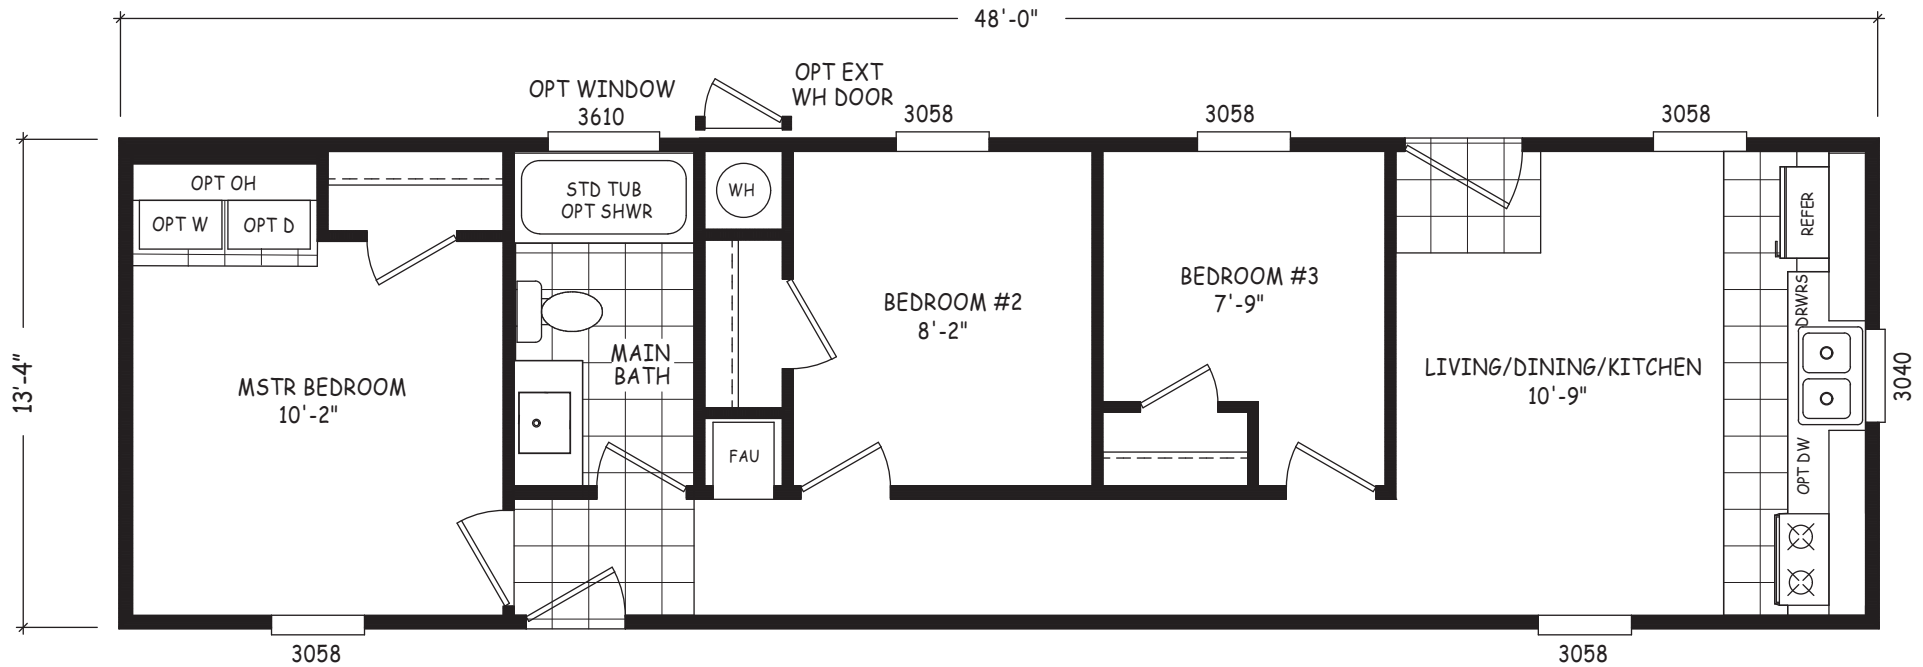 48'-0"
OPT WINDOW
3610
OPT EXT
WH DOOR
3058
3058
3058
OPT OH
OPT W
OPT D
STD TUB
OPT SHWR
WH
REFER
BEDROOM #2
8'-2"
BEDROOM #3
7'-9"
DRWRS
13'-4"
MSTR BEDROOM
10'-2"
MAIN
BATH
LIVING/DINING/KITCHEN
10'-9"
3040
FAU
OPT DW
3058
3058